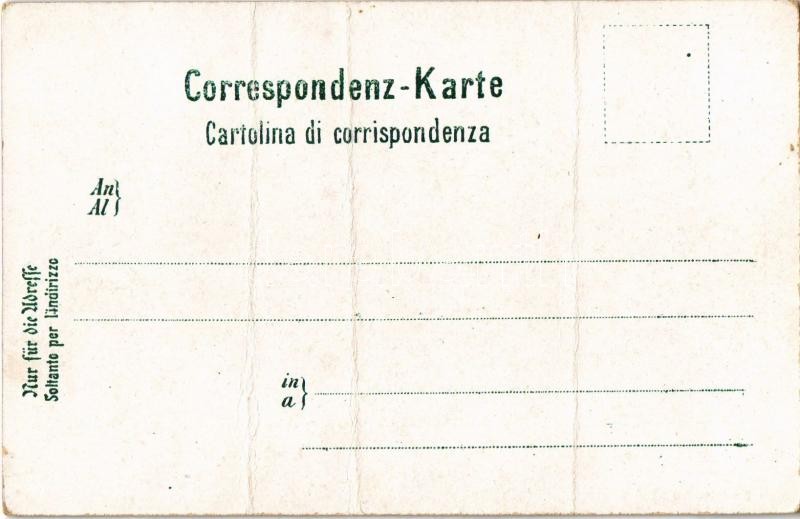 Correspondenz-Karte
Cartolina di corrispondenza
An
Al
Nur für die Adresse
Soltanto per l'indirizzo
in
a